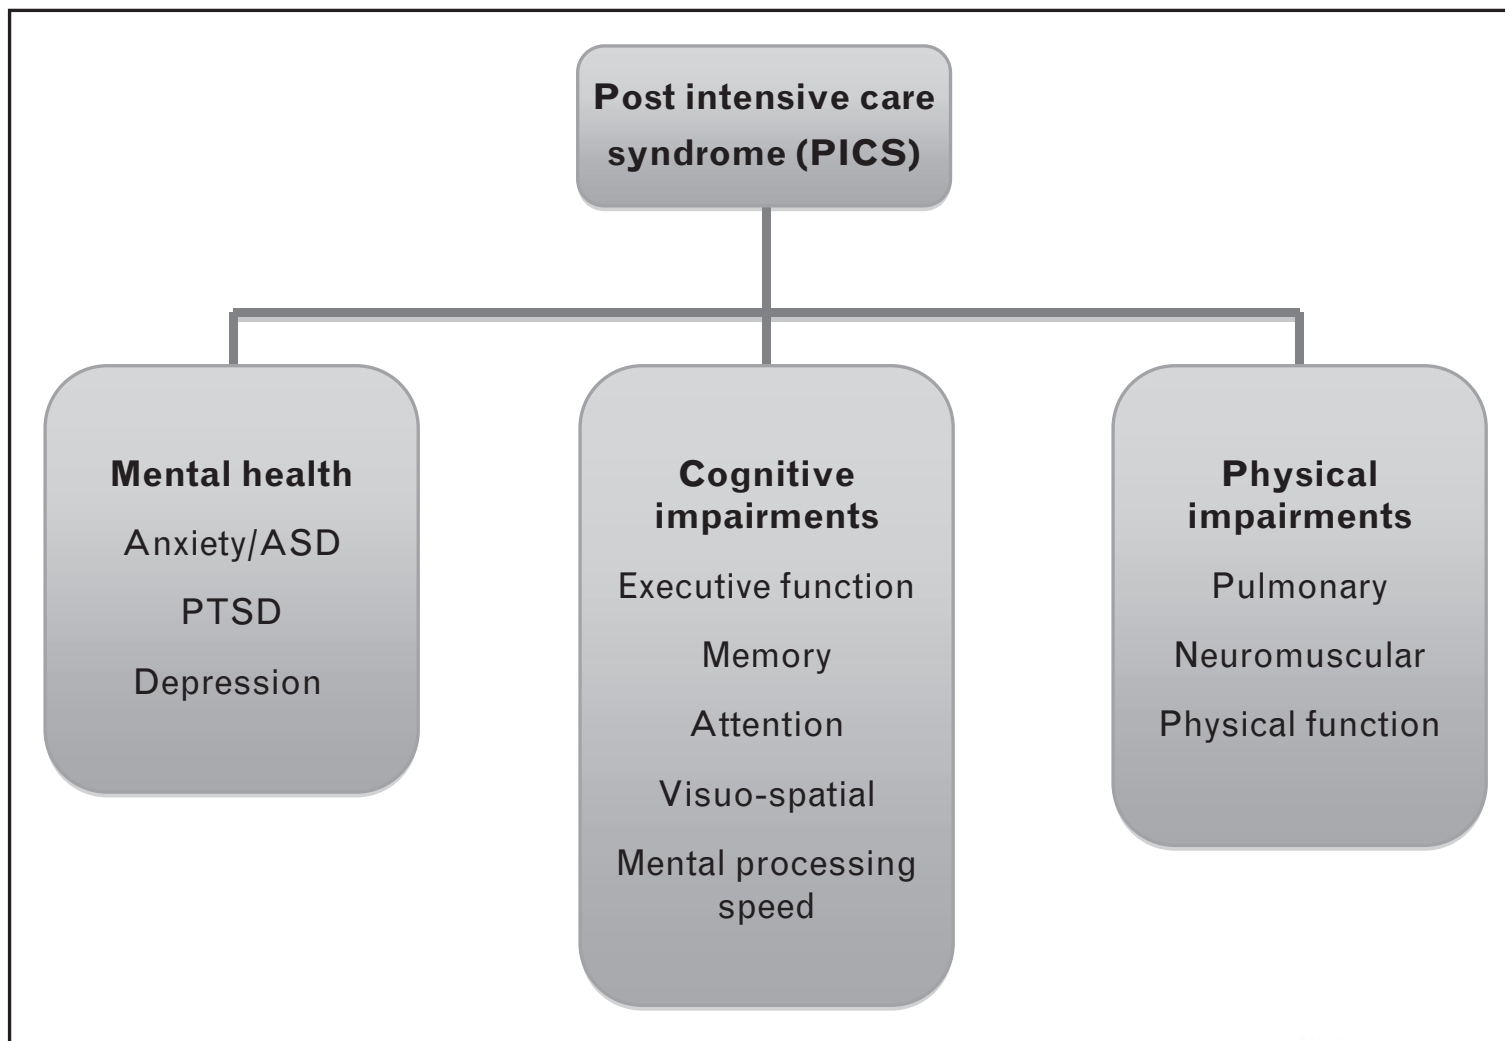 Post intensive care
syndrome (PICS)
Mental health
Anxiety/ASD
PTSD
Depression
Cognitive
impairments
Executive function
Memory
Attention
Visuo-spatial
Mental processing
speed
Physical
impairments
Pulmonary
Neuromuscular
Physical function